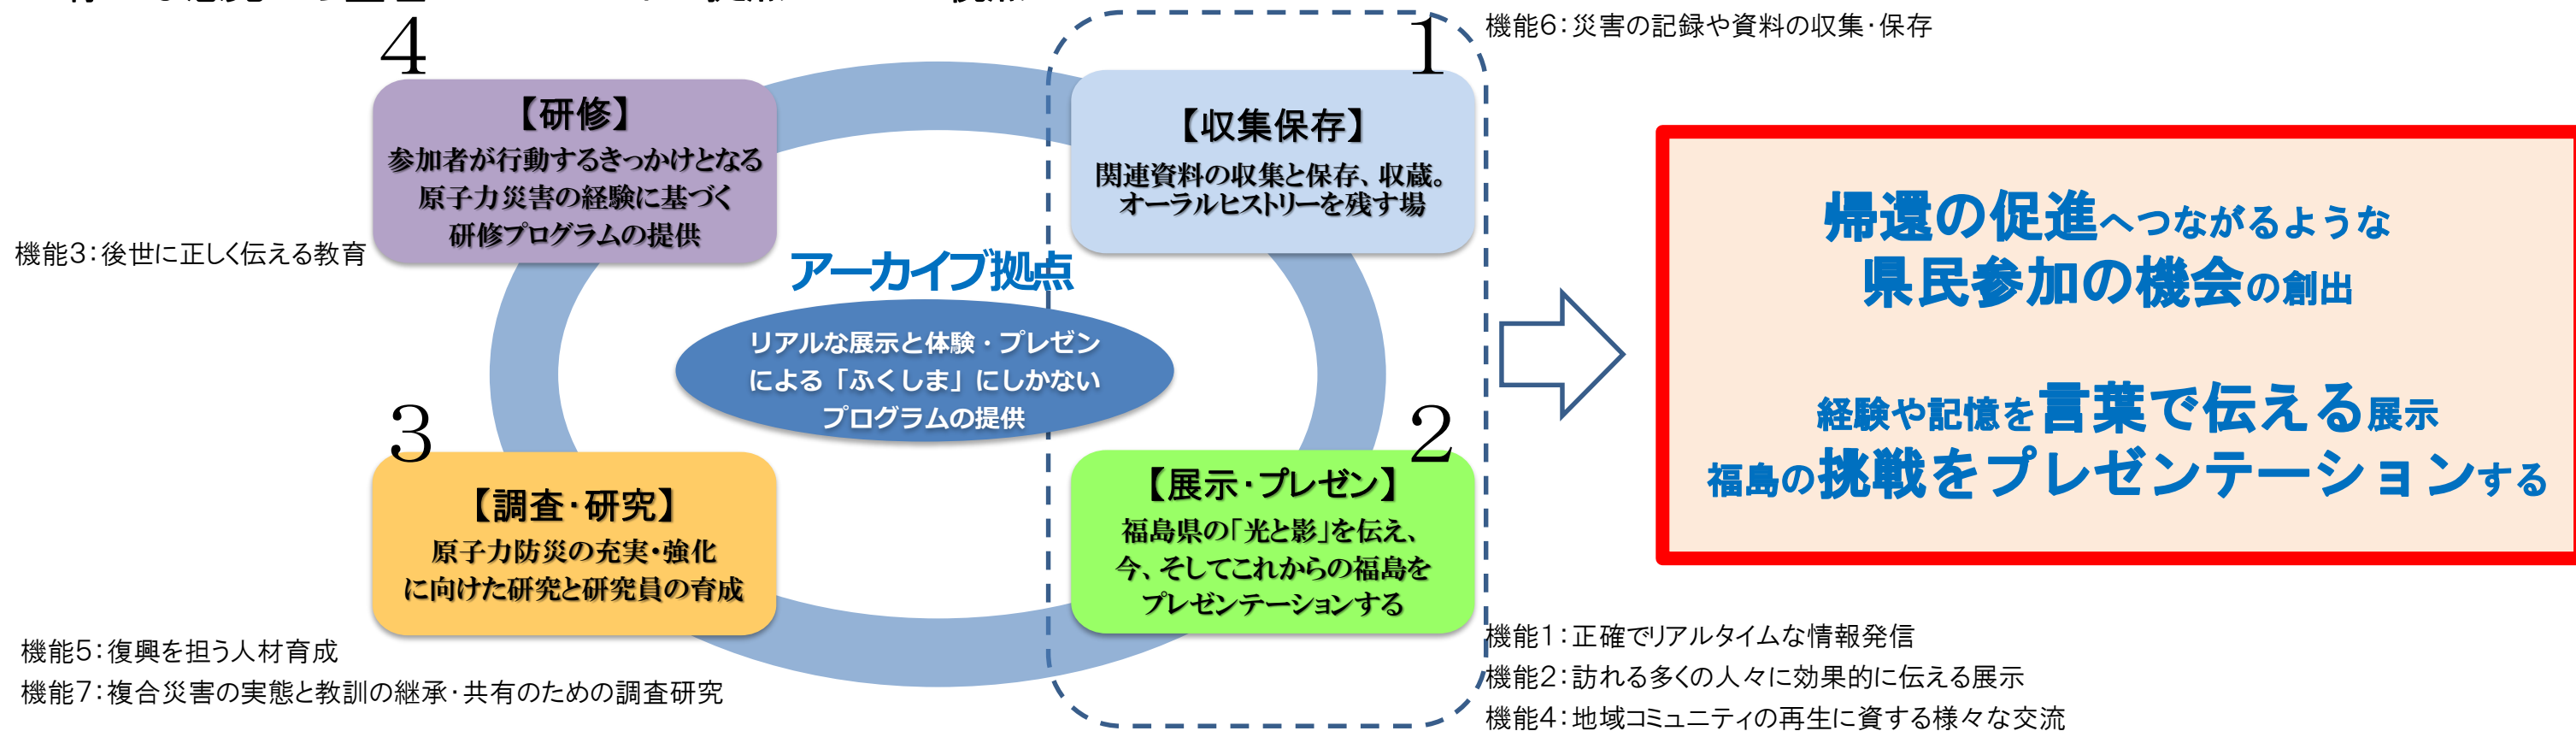 4
【研修】
参加者が行動するきっかけとなる
原子力災害の経験に基づく
研修プログラムの提供
機能3：後世に正しく伝える教育
1
機能6：災害の記録や資料の収集・保存
【収集保存】
関連資料の収集と保存、収蔵。
オーラルヒストリーを残す場
アーカイブ拠点
リアルな展示と体験・プレゼン
による「ふくしま」にしかない
プログラムの提供
3
【調査・研究】
原子力防災の充実・強化
に向けた研究と研究員の育成
機能5：復興を担う人材育成
機能7：複合災害の実態と教訓の継承・共有のための調査研究
2
【展示・プレゼン】
福島県の「光と影」を伝え、
今、そしてこれからの福島を
プレゼンテーションする
機能1：正確でリアルタイムな情報発信
機能2：訪れる多くの人々に効果的に伝える展示
機能4：地域コミュニティの再生に資する様々な交流
帰還の促進へつながるような
県民参加の機会の創出
経験や記憶を言葉で伝える展示
福島の挑戦をプレゼンテーションする